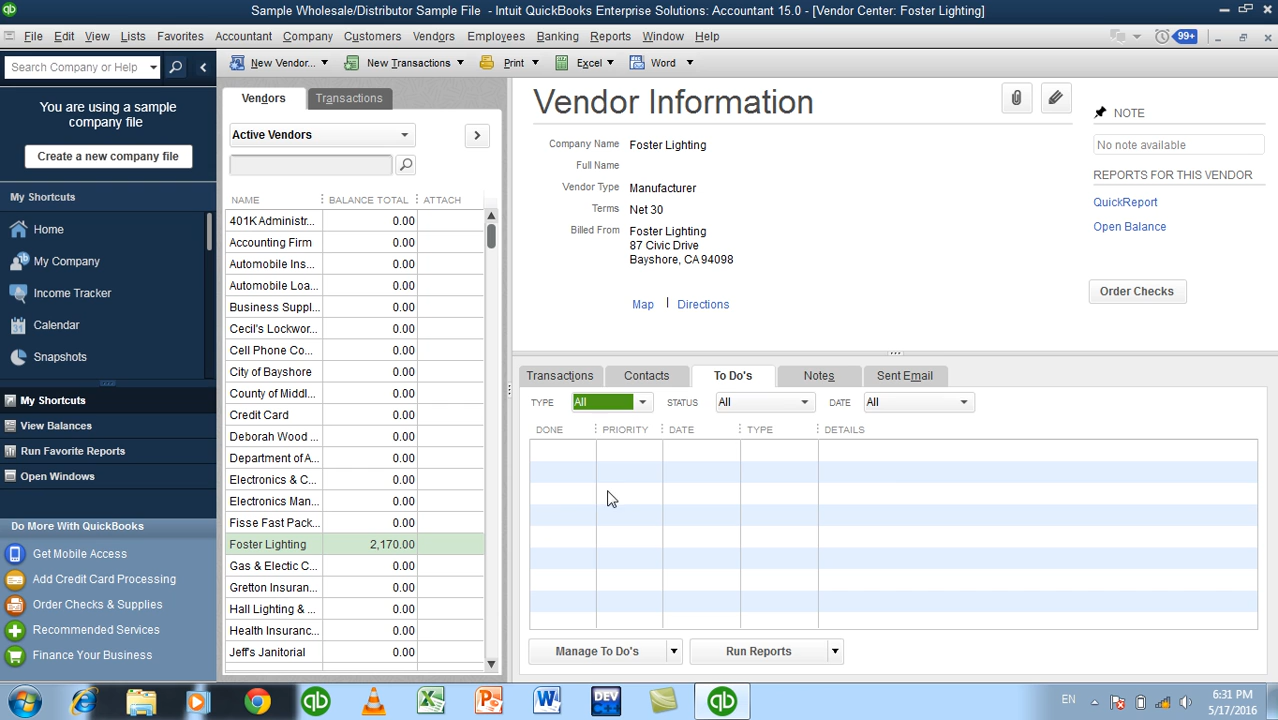 Sample Wholesale/Distributor Sample File - Intuit QuickBooks Enterprise Solutions: Accountant 15.0 - [Vendor Center: Foster Lighting]
File Edit View Lists Favorites Accountant Company Customers Vendors Employees Banking Reports Window Help 99+
Search Company or Help
New Vendor... New Transactions Print Excel Word
You are using a sample
company file
Create a new company file
My Shortcuts
Home
My Company
Income Tracker
Calendar
Snapshots
My Shortcuts
View Balances
Run Favorite Reports
Open Windows
Do More With QuickBooks
Get Mobile Access
Add Credit Card Processing
Order Checks & Supplies
Recommended Services
Finance Your Business
Vendors Transactions
Active Vendors
NAME BALANCE TOTAL ATTACH
401K Administr... 0.00
Accounting Firm 0.00
Automobile Ins... 0.00
Automobile Loa... 0.00
Business Suppl... 0.00
Cecil's Lockwor... 0.00
Cell Phone Co... 0.00
City of Bayshore 0.00
County of Middl... 0.00
Credit Card 0.00
Deborah Wood ... 0.00
Department of A... 0.00
Electronics & C... 0.00
Electronics Man... 0.00
Fisse Fast Pack... 0.00
Foster Lighting 2,170.00
Gas & Electic C... 0.00
Gretton Insuran... 0.00
Hall Lighting & ... 0.00
Health Insuranc... 0.00
Jeff's Janitorial 0.00
Vendor Information
Company Name Foster Lighting
Full Name
Vendor Type Manufacturer
Terms Net 30
Billed From Foster Lighting
87 Civic Drive
Bayshore, CA 94098
Map | Directions
NOTE
No note available
REPORTS FOR THIS VENDOR
QuickReport
Open Balance
Order Checks
Transactions Contacts To Do's Notes Sent Email
TYPE All STATUS All DATE All
DONE PRIORITY DATE TYPE DETAILS
Manage To Do's Run Reports
qb DEV qb
EN 6:31 PM
5/17/2016